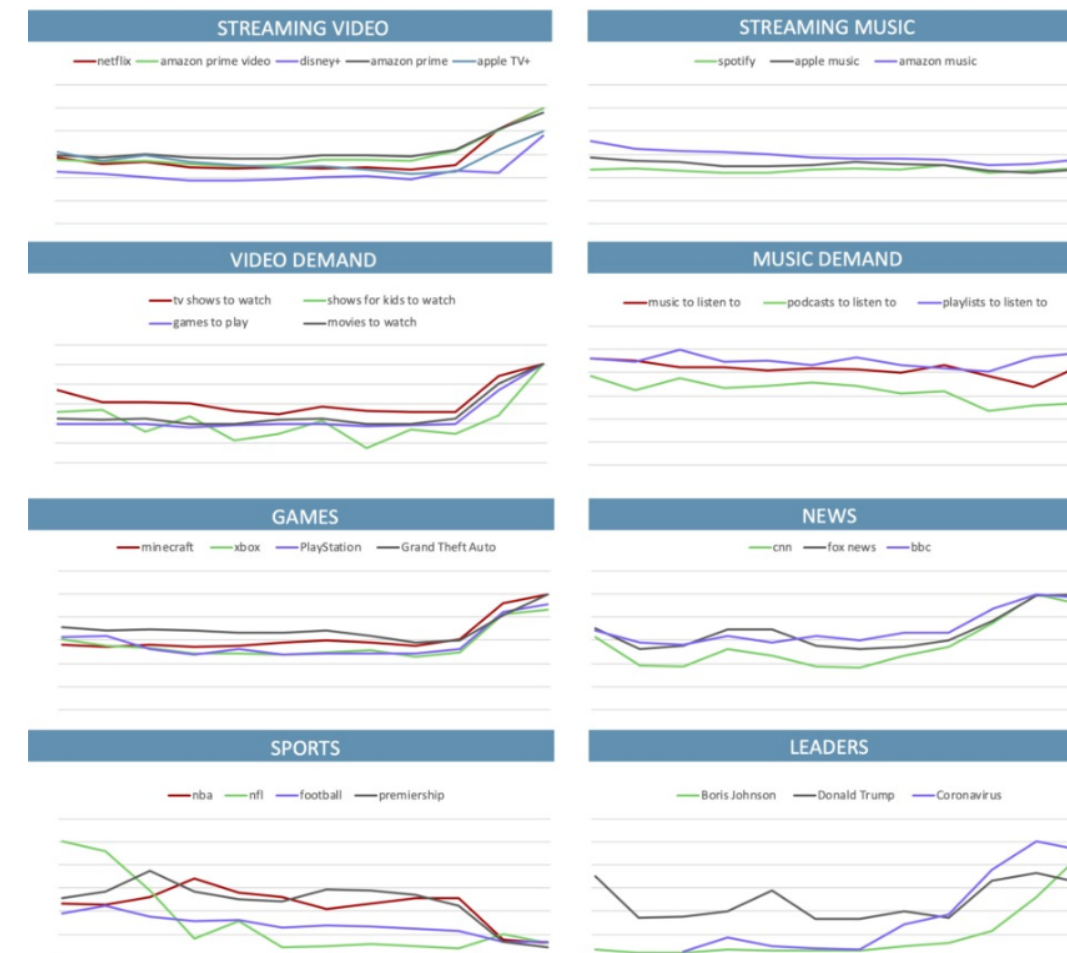 STREAMING VIDEO
netflix amazon prime video disney+ amazon prime apple TV+
STREAMING MUSIC
spotify apple music amazon music
VIDEO DEMAND
tv shows to watch shows for kids to watch
games to play movies to watch
MUSIC DEMAND
music to listen to podcasts to listen to playlists to listen to
GAMES
minecraft xbox PlayStation Grand Theft Auto
NEWS
cnn fox news bbc
SPORTS
nba nfl football premiership
LEADERS
Boris Johnson Donald Trump Coronavirus